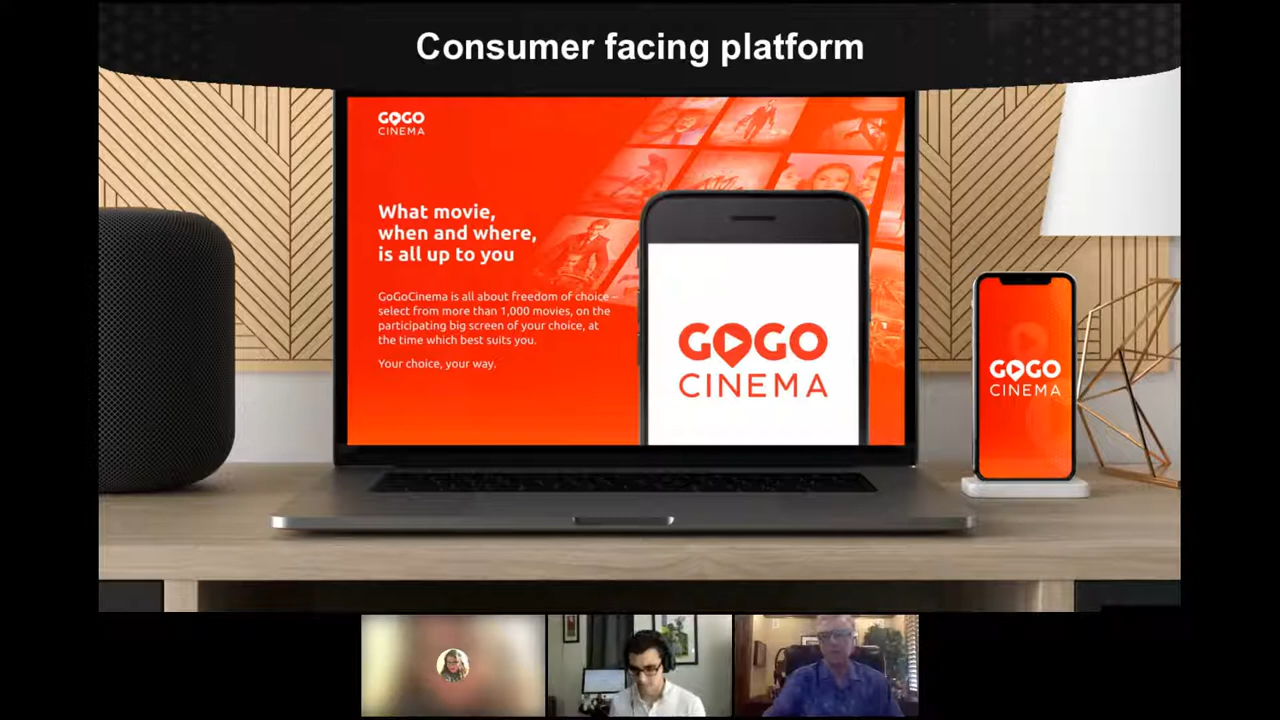 Consumer facing platform
GOGO
CINEMA
What movie,
when and where,
is all up to you
GoGoCinema is all about freedom of choice –
select from more than 1,000 movies, on the
participating big screen of your choice, at
the time which best suits you.
Your choice, your way.
GOGO
CINEMA
GOGO
CINEMA